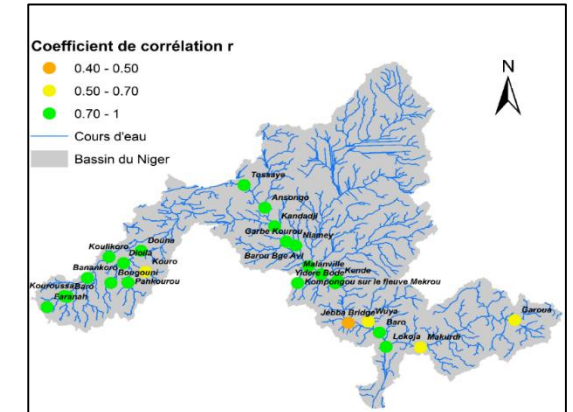 Coefficient de corrélation r
0.40 - 0.50
0.50 - 0.70
0.70 - 1
Cours d'eau
Bassin du Niger
N
Tossaye
Ansongo
Kandadji
Garbe Kourou
Niamey
Barou Bge Avl
Malanville
Yidere Bode
Kende
Kompongou sur le fleuve Mekrou
Koulikoro
Douna
Dioila
Kouro
Banankoro
Bougouni
Pankourou
Kouroussa
Baro
Faranah
Jebba Bridge
Wuya
Baro
Lokoja
Makurdi
Garoua